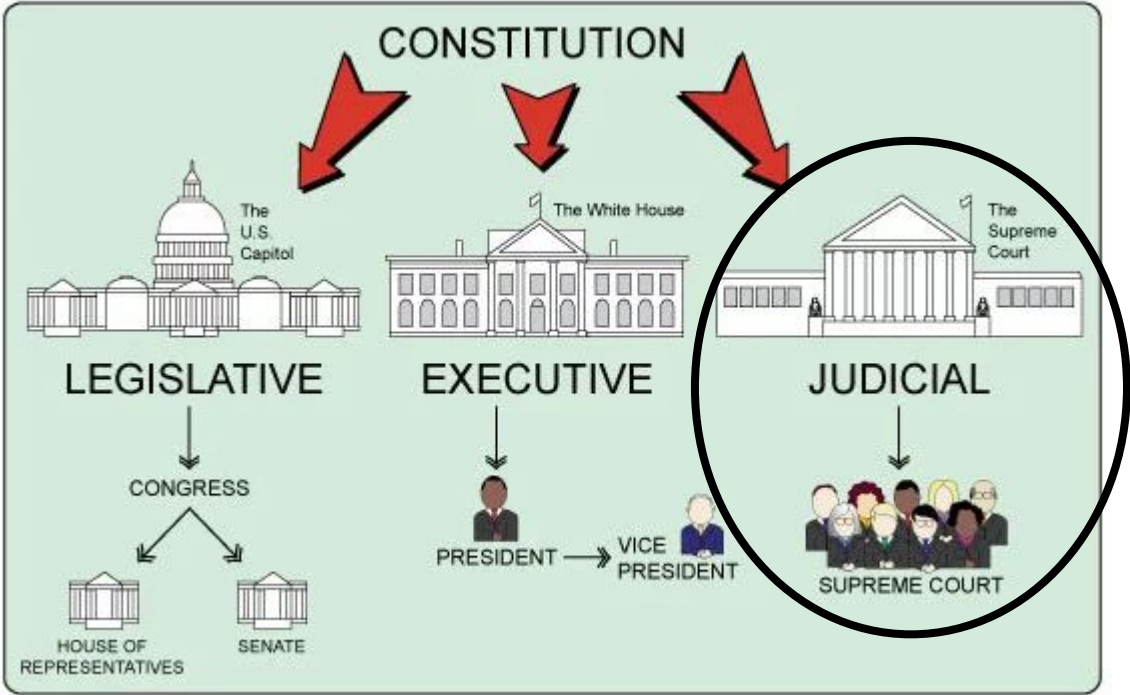 CONSTITUTION
The
U.S.
Capitol
The White House
The
Supreme
Court
LEGISLATIVE
EXECUTIVE
JUDICIAL
CONGRESS
PRESIDENT
VICE
PRESIDENT
SUPREME COURT
HOUSE OF
REPRESENTATIVES
SENATE